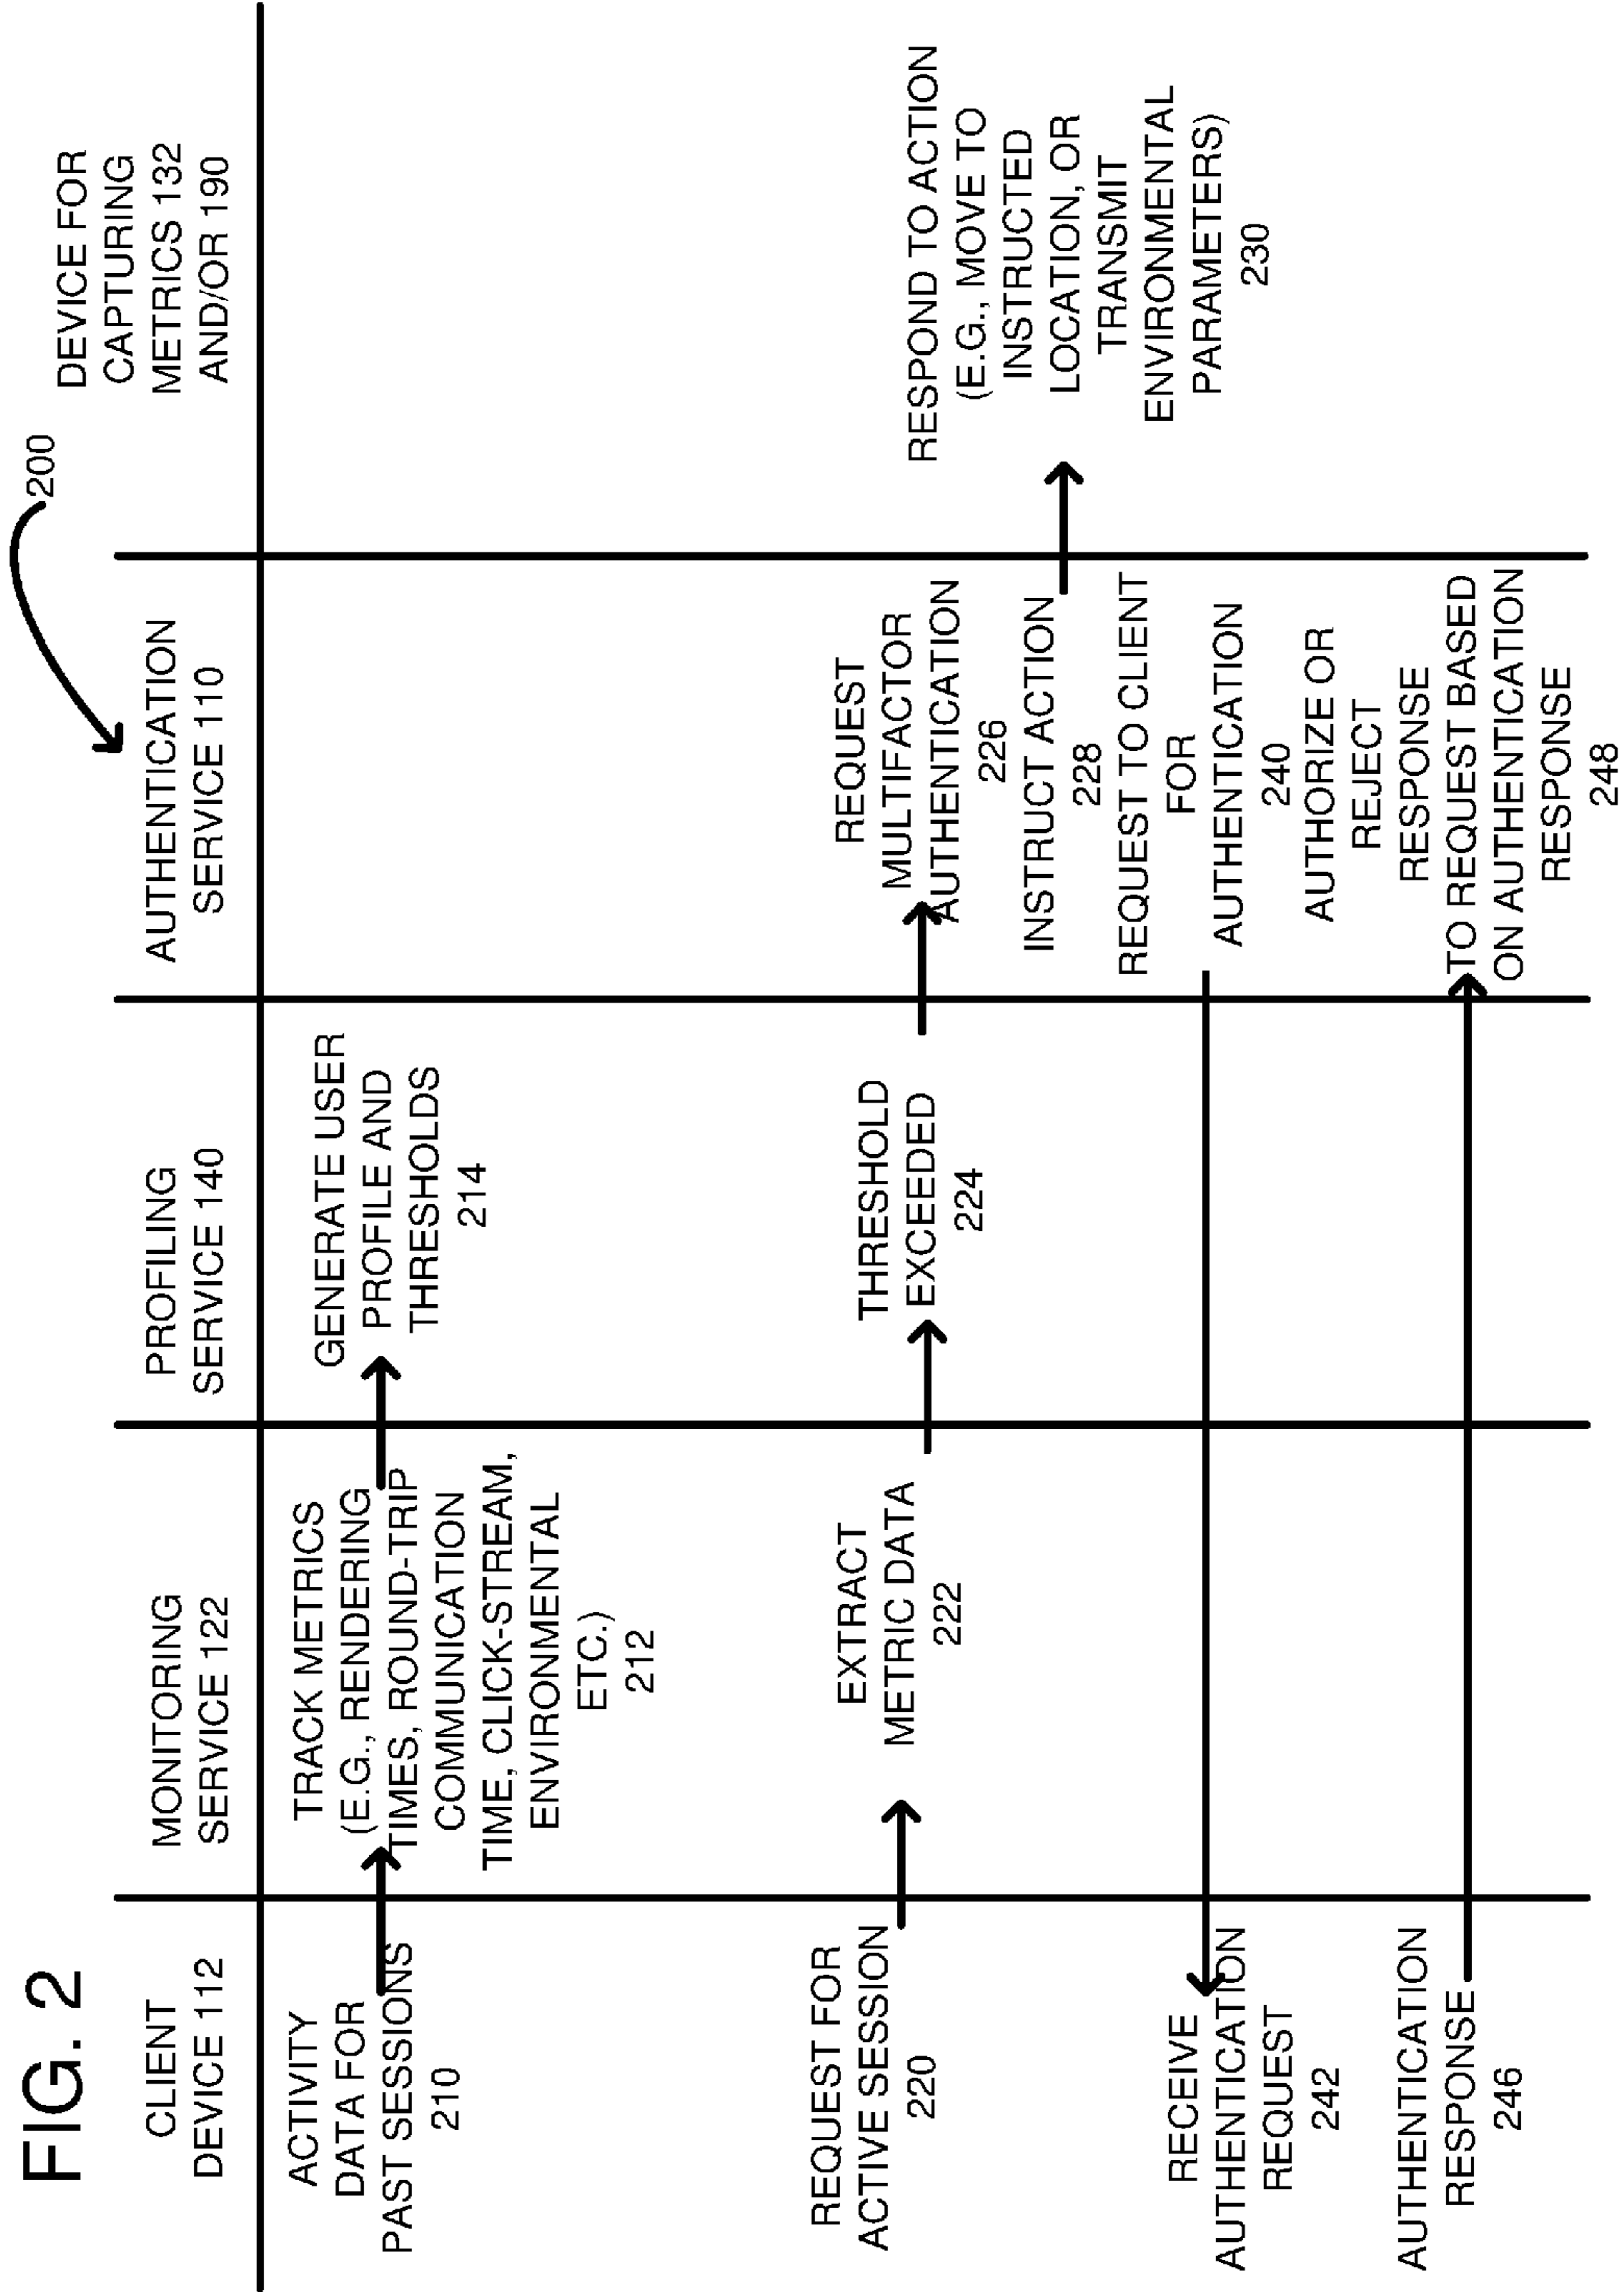 FIG. 2
200
CLIENT
DEVICE 112
MONITORING
SERVICE 122
PROFILING
SERVICE 140
AUTHENTICATION
SERVICE 110
DEVICE FOR
CAPTURING
METRICS 132
AND/OR 190
ACTIVITY
DATA FOR
PAST SESSIONS
210
TRACK METRICS
(E.G., RENDERING
TIMES, ROUND-TRIP
COMMUNICATION
TIME, CLICK-STREAM,
ENVIRONMENTAL
ETC.)
212
GENERATE USER
PROFILE AND
THRESHOLDS
214
REQUEST FOR
ACTIVE SESSION
220
EXTRACT
METRIC DATA
222
THRESHOLD
EXCEEDED
224
REQUEST
MULTIFACTOR
AUTHENTICATION
226
INSTRUCT ACTION
228
RESPOND TO ACTION
(E.G., MOVE TO
INSTRUCTED
LOCATION, OR
TRANSMIT
ENVIRONMENTAL
PARAMETERS)
230
REQUEST TO CLIENT
FOR
AUTHENTICATION
240
RECEIVE
AUTHENTICATION
REQUEST
242
AUTHENTICATION
RESPONSE
246
AUTHORIZE OR
REJECT
RESPONSE
TO REQUEST BASED
ON AUTHENTICATION
RESPONSE
248